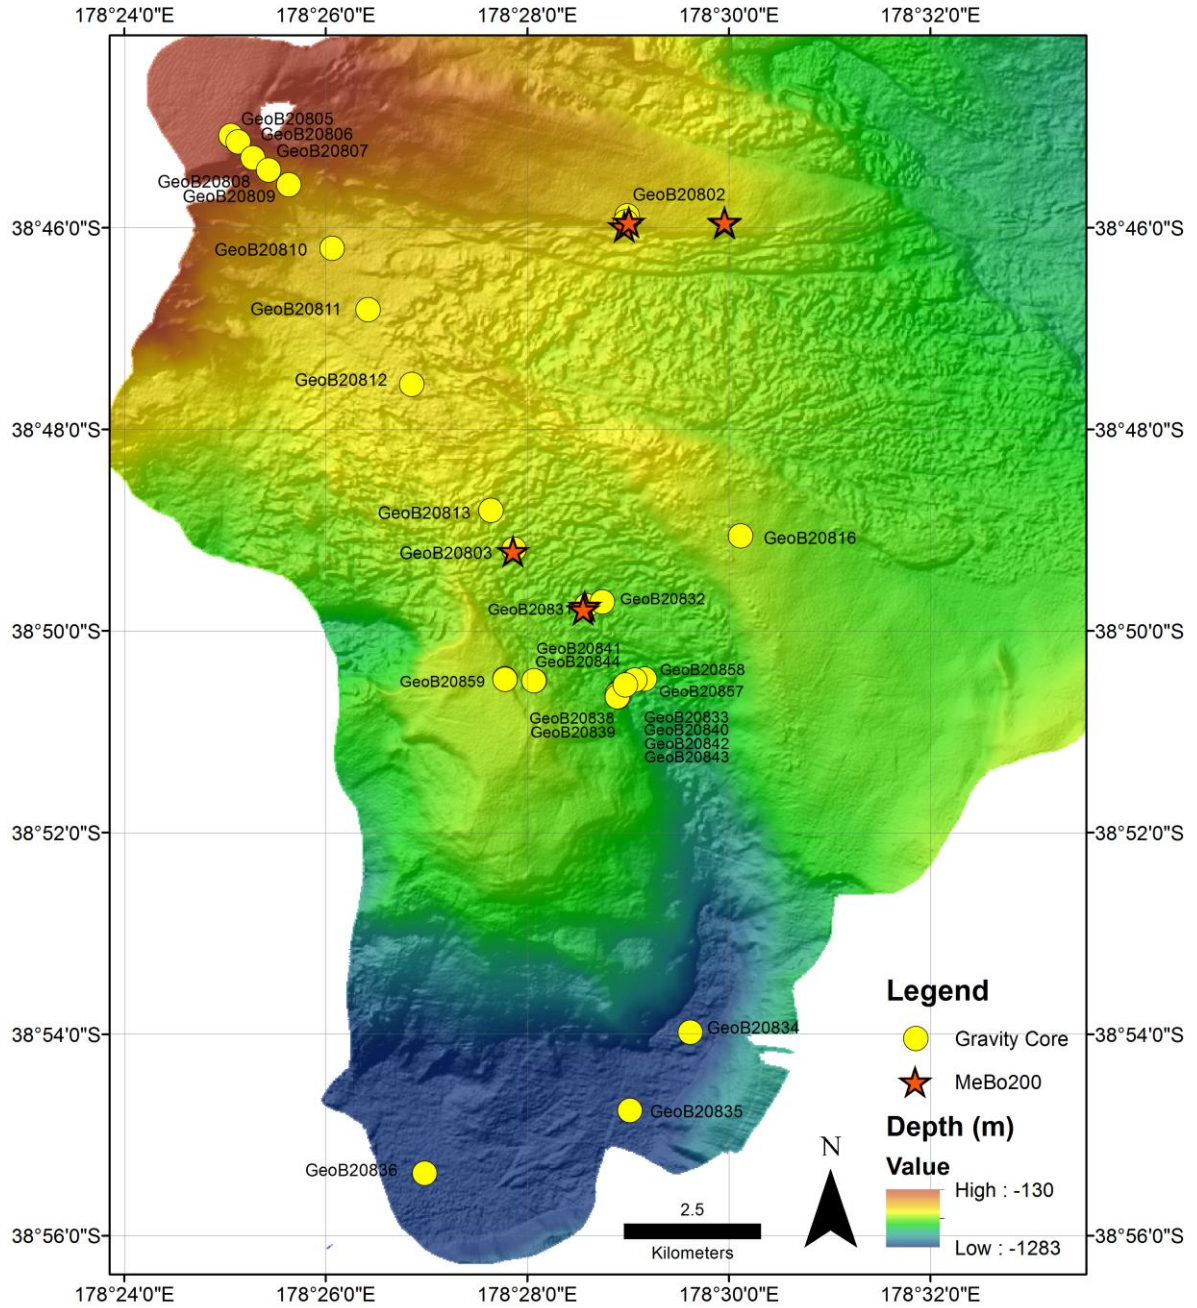 178°24'0"E 178°26'0"E 178°28'0"E 178°30'0"E 178°32'0"E
GeoB20805
GeoB20806
GeoB20807
GeoB20808
GeoB20809
GeoB20802
38°46'0"S 38°46'0"S
GeoB20810
GeoB20811
GeoB20812
38°48'0"S 38°48'0"S
GeoB20813
GeoB20816
GeoB20803
GeoB20832
GeoB2083
38°50'0"S 38°50'0"S
GeoB20841
GeoB20844
GeoB20858
GeoB20859
GeoB20857
GeoB20838
GeoB20839
GeoB20833
GeoB20840
GeoB20842
GeoB20843
38°52'0"S 38°52'0"S
Legend
GeoB20834
38°54'0"S 38°54'0"S
Gravity Core
MeBo200
GeoB20835
Depth (m)
N
Value
GeoB20836
High : -130
2.5
Low : -1283
Kilometers
38°56'0"S 38°56'0"S
178°24'0"E 178°26'0"E 178°28'0"E 178°30'0"E 178°32'0"E